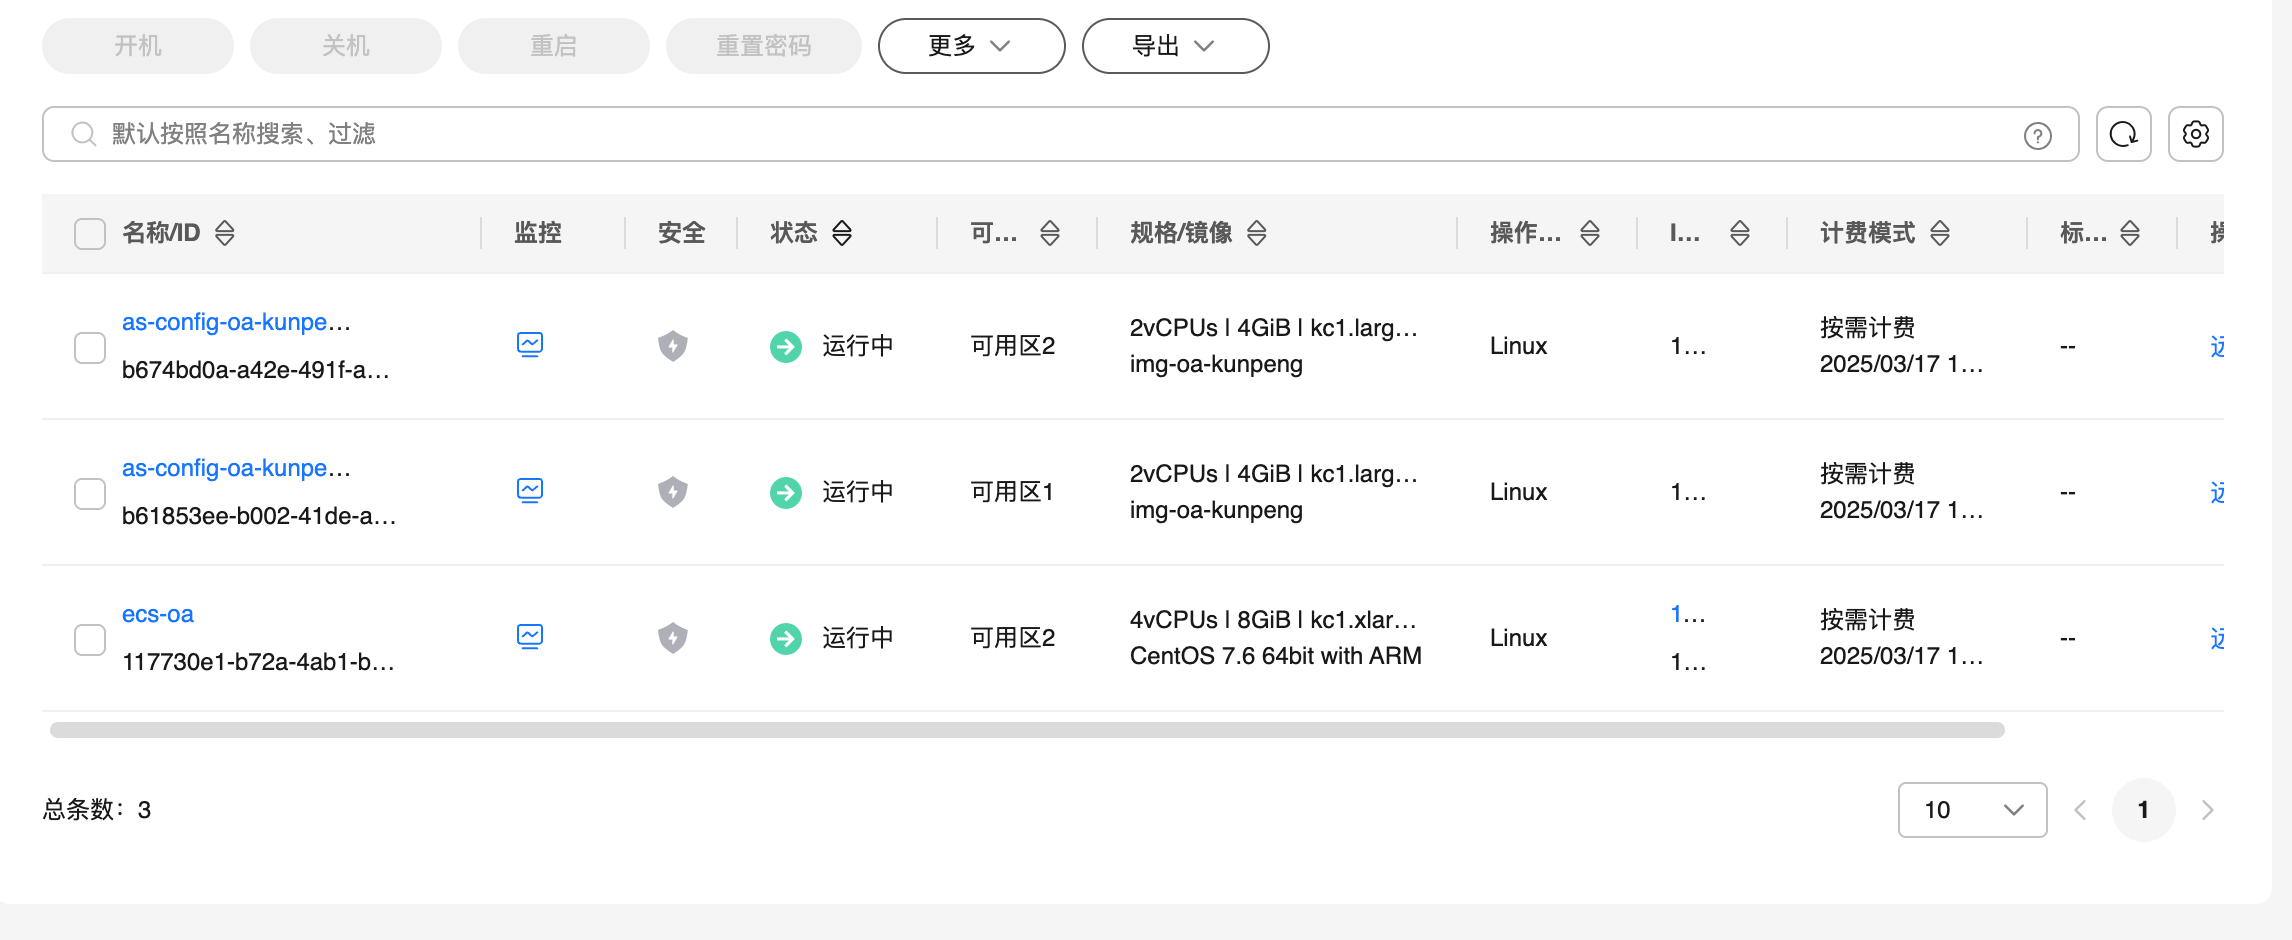 开机 关机 重启 重置密码 更多 导出
默认按照名称搜索、过滤
名称/ID 监控 安全 状态 可... 规格/镜像 操作... I... 计费模式 标...
as-config-oa-kunpe...
b674bd0a-a42e-491f-a...
运行中
可用区2
2vCPUs | 4GiB | kc1.larg...
img-oa-kunpeng
Linux
1...
按需计费
2025/03/17 1...
--
as-config-oa-kunpe...
b61853ee-b002-41de-a...
运行中
可用区1
2vCPUs | 4GiB | kc1.larg...
img-oa-kunpeng
Linux
1...
按需计费
2025/03/17 1...
--
ecs-oa
117730e1-b72a-4ab1-b...
运行中
可用区2
4vCPUs | 8GiB | kc1.xlar...
CentOS 7.6 64bit with ARM
Linux
1...
1...
按需计费
2025/03/17 1...
--
总条数：3
10 1